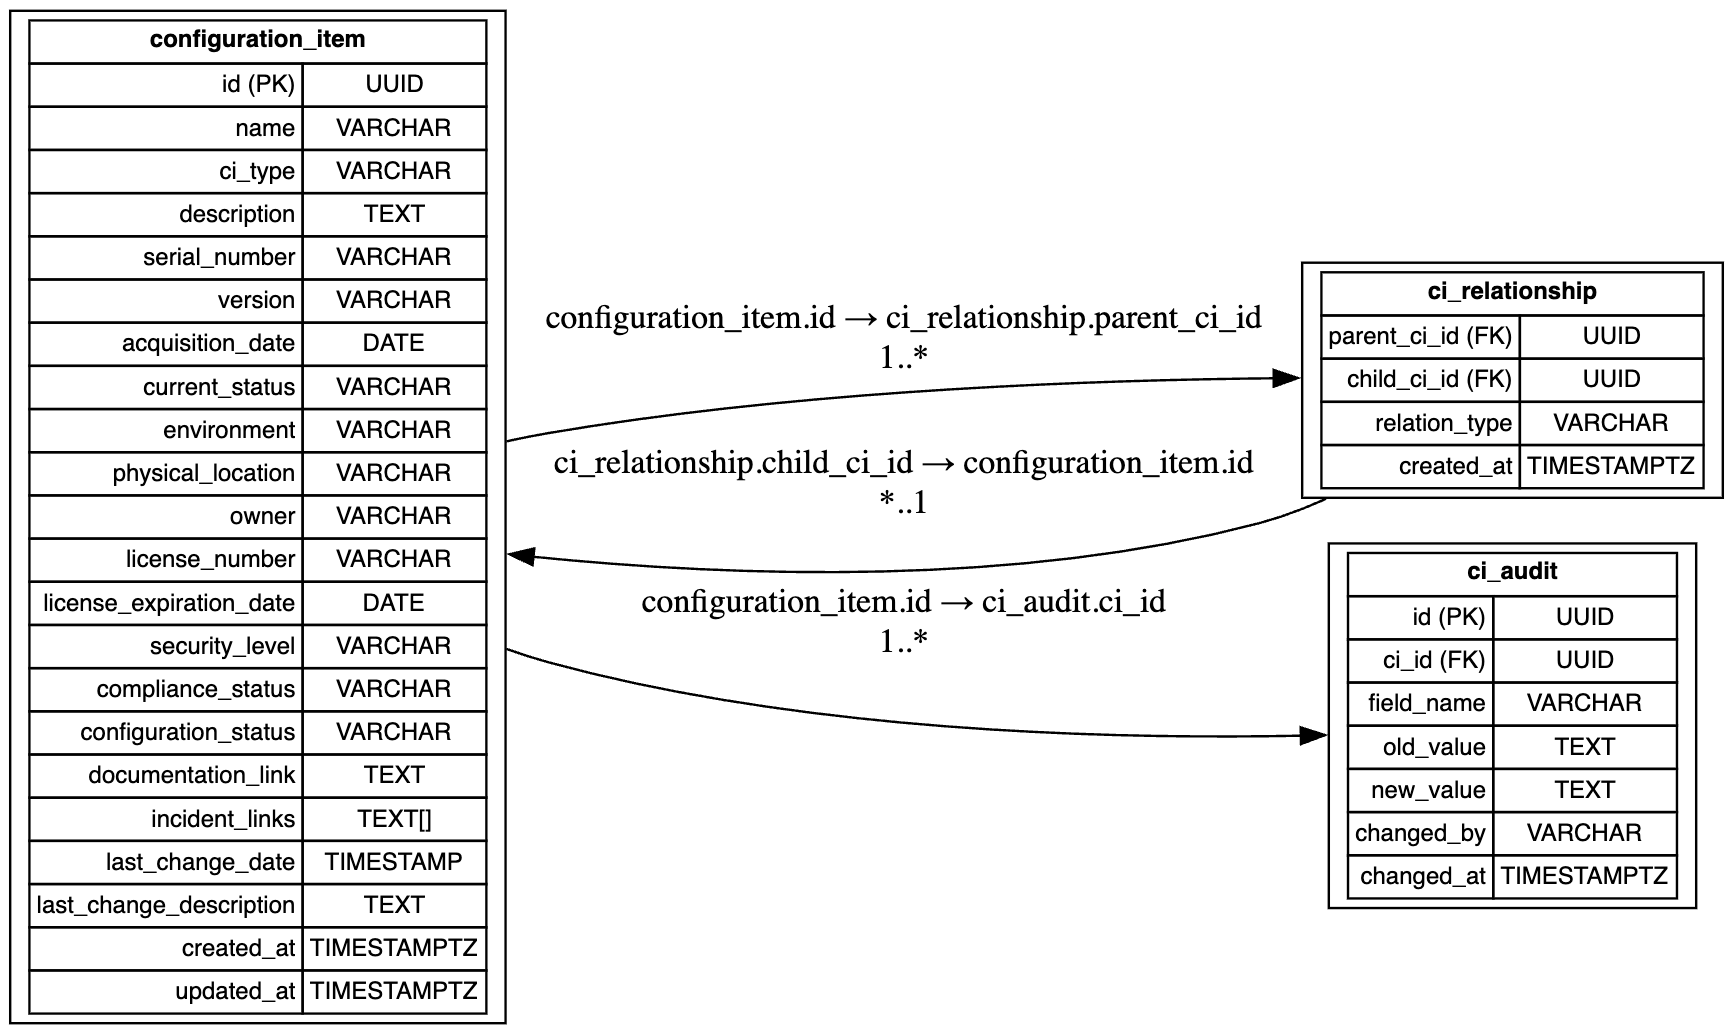 configuration_item
id (PK) UUID
name VARCHAR
ci_type VARCHAR
description TEXT
serial_number VARCHAR
version VARCHAR
acquisition_date DATE
current_status VARCHAR
environment VARCHAR
physical_location VARCHAR
owner VARCHAR
license_number VARCHAR
license_expiration_date DATE
security_level VARCHAR
compliance_status VARCHAR
configuration_status VARCHAR
documentation_link TEXT
incident_links TEXT[]
last_change_date TIMESTAMP
last_change_description TEXT
created_at TIMESTAMPTZ
updated_at TIMESTAMPTZ
configuration_item.id → ci_relationship.parent_ci_id
1..*
ci_relationship.child_ci_id → configuration_item.id
*..1
configuration_item.id → ci_audit.ci_id
1..*
ci_relationship
parent_ci_id (FK) UUID
child_ci_id (FK) UUID
relation_type VARCHAR
created_at TIMESTAMPTZ
ci_audit
id (PK) UUID
ci_id (FK) UUID
field_name VARCHAR
old_value TEXT
new_value TEXT
changed_by VARCHAR
changed_at TIMESTAMPTZ